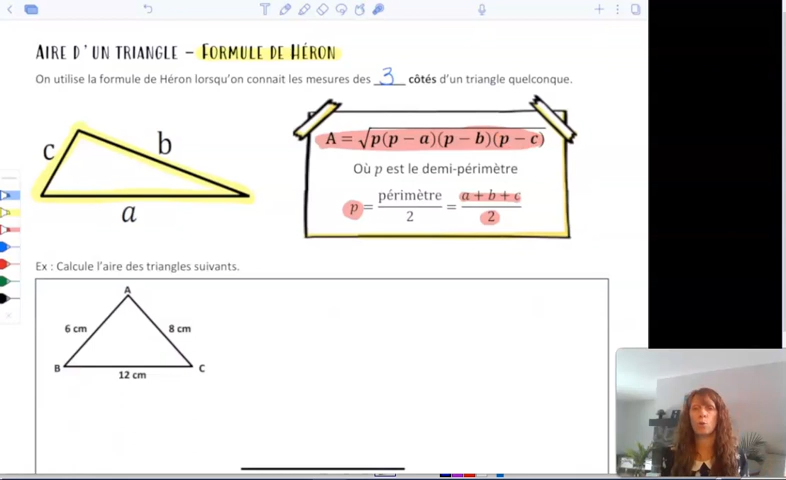 AIRE D'UN TRIANGLE – FORMULE DE HÉRON
On utilise la formule de Héron lorsqu'on connait les mesures des 3 côtés d'un triangle quelconque.
c
b
a
A = √p(p − a)(p − b)(p − c)
Où p est le demi-périmètre
p = périmètre/2 = a + b + c/2
Ex : Calcule l'aire des triangles suivants.
A
6 cm
8 cm
B
C
12 cm